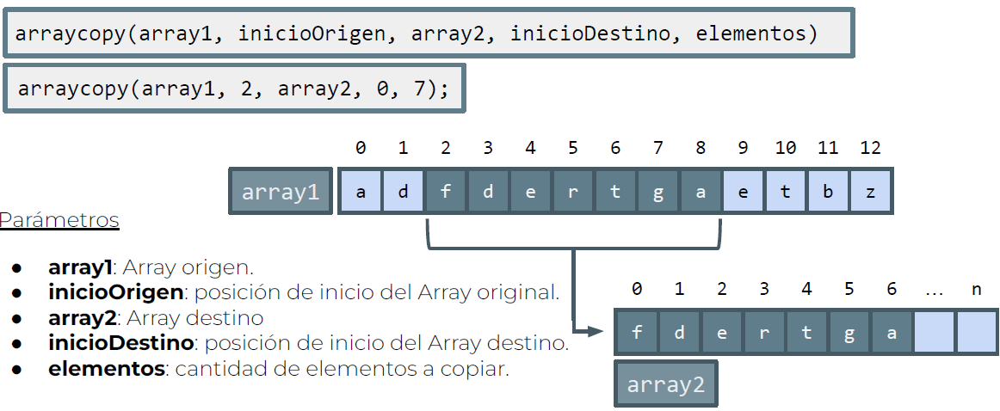 arraycopy(array1, inicioOrigen, array2, inicioDestino, elementos)
arraycopy(array1, 2, array2, 0, 7);
0 1 2 3 4 5 6 7 8 9 10 11 12
array1 a d f d e r t g a e t b z
Parámetros
● array1: Array origen.
● inicioOrigen: posición de inicio del Array original.
● array2: Array destino
● inicioDestino: posición de inicio del Array destino.
● elementos: cantidad de elementos a copiar.
0 1 2 3 4 5 6 ... n
f d e r t g a
array2